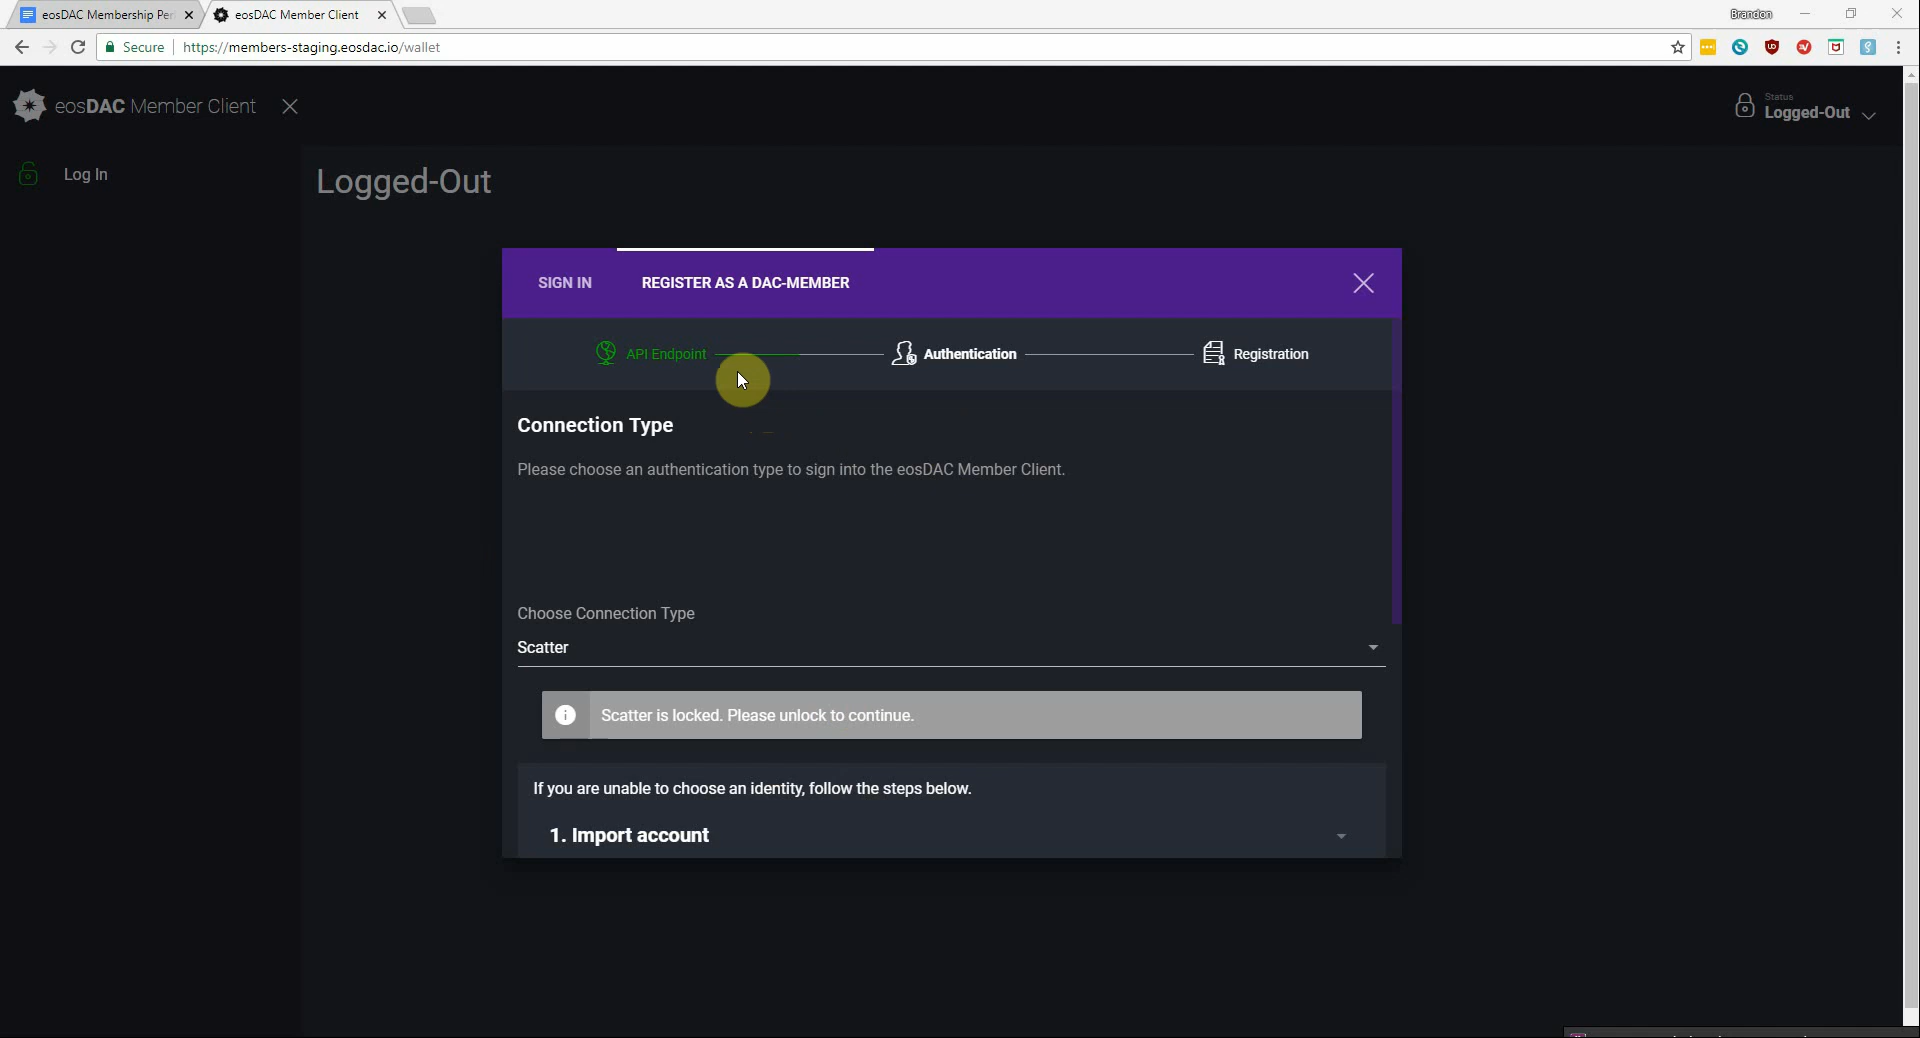 eosDAC Membership Per
eosDAC Member Client
Brandon
Secure
https://members-staging.eosdac.io/wallet
eosDAC Member Client
Status
Logged-Out
Log In
Logged-Out
SIGN IN
REGISTER AS A DAC-MEMBER
API Endpoint
Authentication
Registration
Connection Type
Please choose an authentication type to sign into the eosDAC Member Client.
Choose Connection Type
Scatter
Scatter is locked. Please unlock to continue.
If you are unable to choose an identity, follow the steps below.
1. Import account